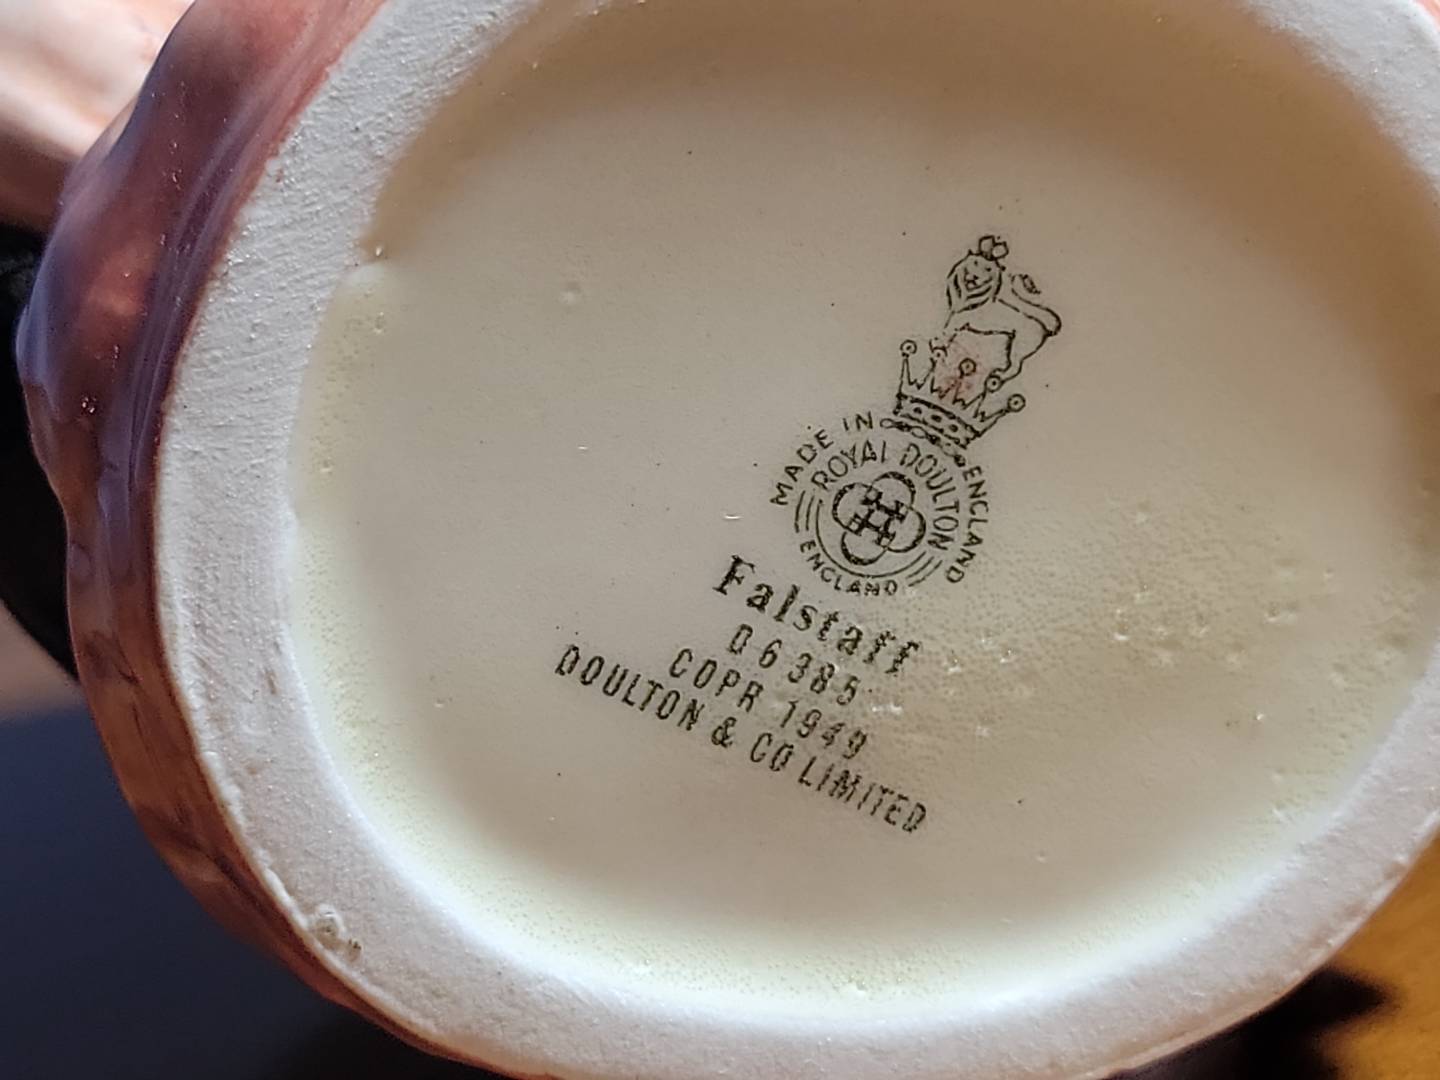 MADE IN ENGLAND
ROYAL DOULTON
ENGLAND
Falstaff
D 6385
COPR 1949
DOULTON & CO LIMITED